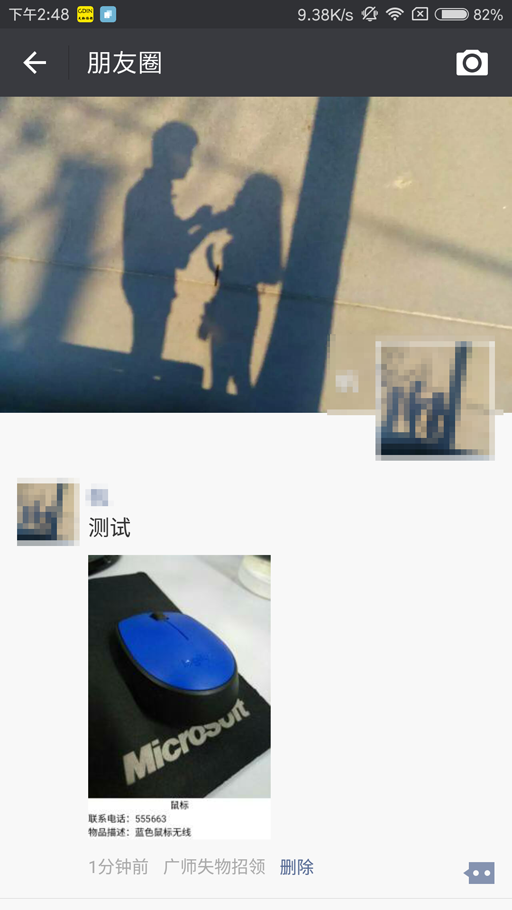 下午2:48
9.38K/s
82%
朋友圈
测试
Microsoft
鼠标
联系电话：555663
物品描述：蓝色鼠标无线
1分钟前 广师失物招领 删除